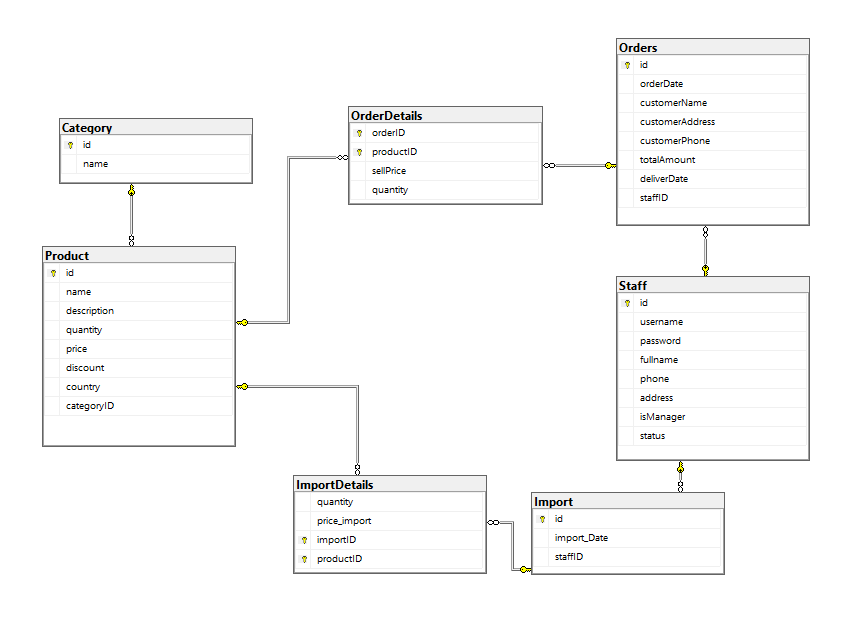 Category
id
name
Product
id
name
description
quantity
price
discount
country
categoryID
OrderDetails
orderID
productID
sellPrice
quantity
ImportDetails
quantity
price_import
importID
productID
Orders
id
orderDate
customerName
customerAddress
customerPhone
totalAmount
deliverDate
staffID
Staff
id
username
password
fullname
phone
address
isManager
status
Import
id
import_Date
staffID